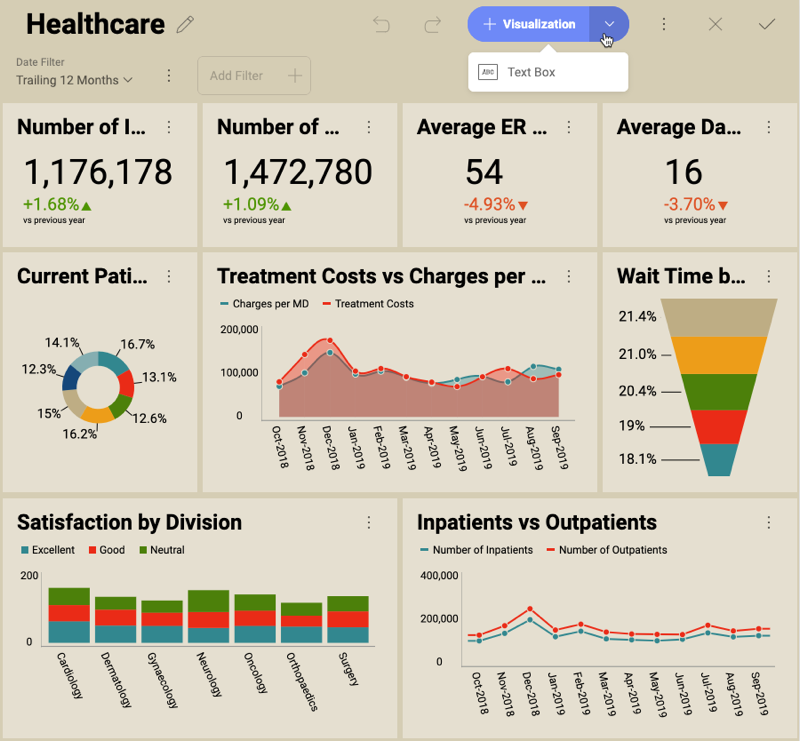 Healthcare
Visualization
Date Filter
Trailing 12 Months
Add Filter
ABC Text Box
Number of I...
1,176,178
+1.68%
vs previous year
Number of ...
1,472,780
+1.09%
vs previous year
Average ER ...
54
-4.93%
vs previous year
Average Da...
16
-3.70%
vs previous year
Current Pati...
14.1%
16.7%
12.3%
13.1%
15%
12.6%
16.2%
Treatment Costs vs Charges per ...
Charges per MD
Treatment Costs
200,000
100,000
0
Oct-2018
Nov-2018
Dec-2018
Jan-2019
Feb-2019
Mar-2019
Apr-2019
May-2019
Jun-2019
Jul-2019
Aug-2019
Sep-2019
Wait Time b...
21.4%
21.0%
20.4%
19%
18.1%
Satisfaction by Division
Excellent
Good
Neutral
200
0
Cardiology
Dermatology
Gynaecology
Neurology
Oncology
Orthopaedics
Surgery
Inpatients vs Outpatients
Number of Inpatients
Number of Outpatients
400,000
200,000
0
Oct-2018
Nov-2018
Dec-2018
Jan-2019
Feb-2019
Mar-2019
Apr-2019
May-2019
Jun-2019
Jul-2019
Aug-2019
Sep-2019